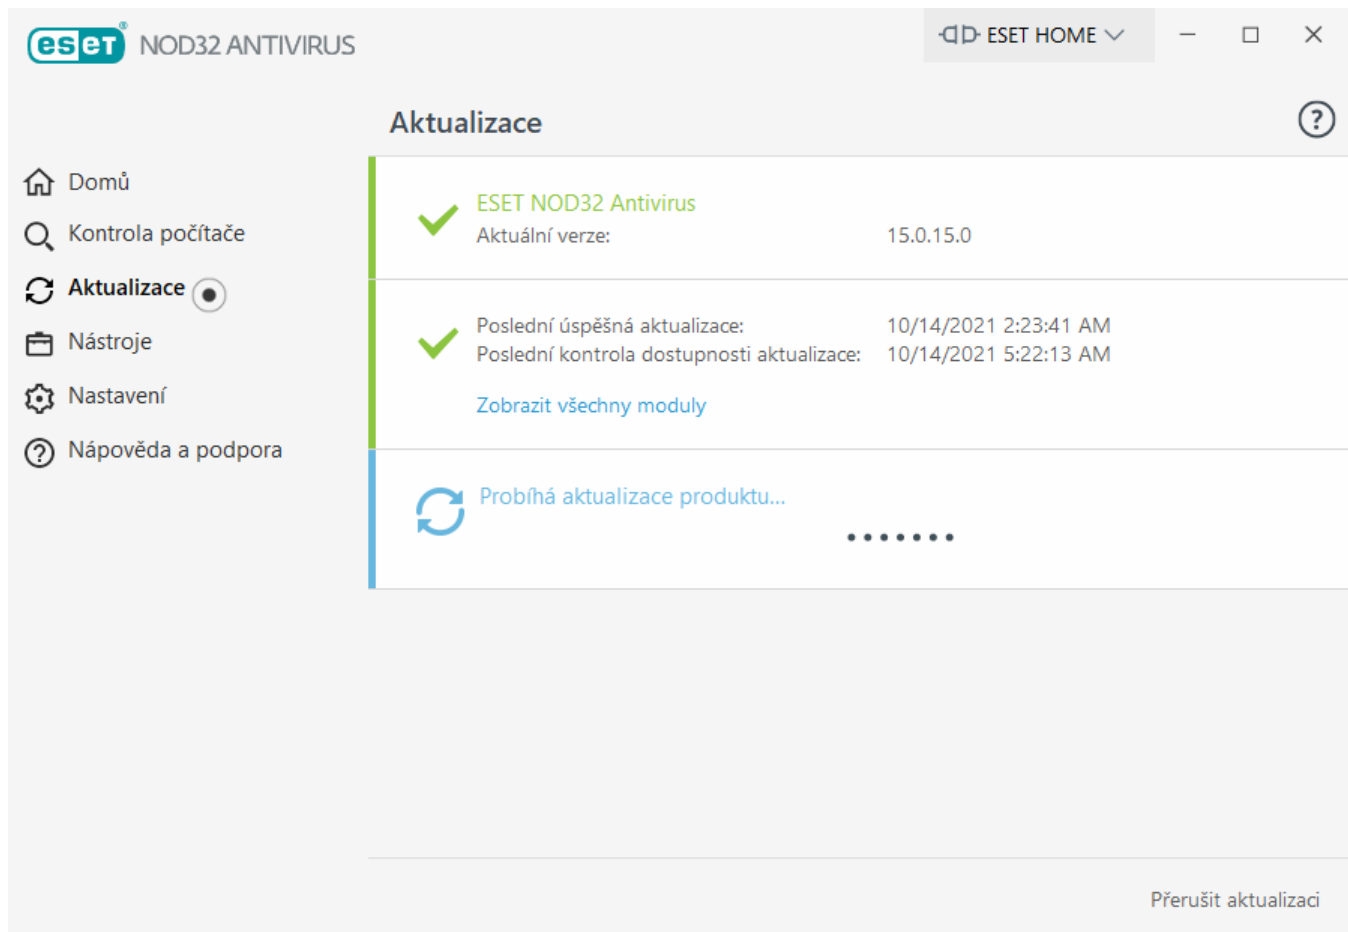 eset® NOD32 ANTIVIRUS
ESET HOME
Aktualizace
?
Domů
Kontrola počítače
Aktualizace
Nástroje
Nastavení
Nápověda a podpora
ESET NOD32 Antivirus
Aktuální verze: 15.0.15.0
Poslední úspěšná aktualizace: 10/14/2021 2:23:41 AM
Poslední kontrola dostupnosti aktualizace: 10/14/2021 5:22:13 AM
Zobrazit všechny moduly
Probíhá aktualizace produktu...
Přerušit aktualizaci